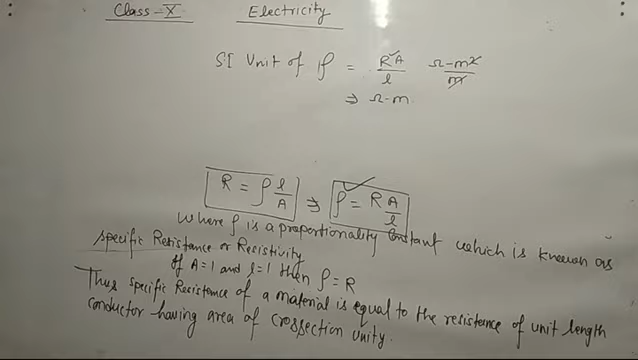 Class-X Electricity
SI Unit of ρ = RA/l Ω-m²/m
⇒ Ω-m
R = ρ l/A ⇒ ρ = R A/l
where ρ is a proportionality constant which is known as
specific Resistance or Resistivity
If A=1 and l=1 then ρ=R
Thus specific Resistance of a material is equal to the resistance of unit length
conductor having area of crossection unity.